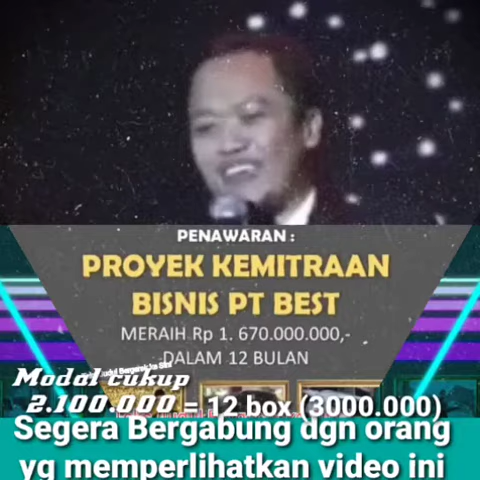 PENAWARAN :
PROYEK KEMITRAAN
BISNIS PT BEST
MERAIH Rp 1. 670.000.000,-
DALAM 12 BULAN
Modal cukup
2.100.000 = 12 box (3000.000)
Segera Bergabung dgn orang
yg memperlihatkan video ini